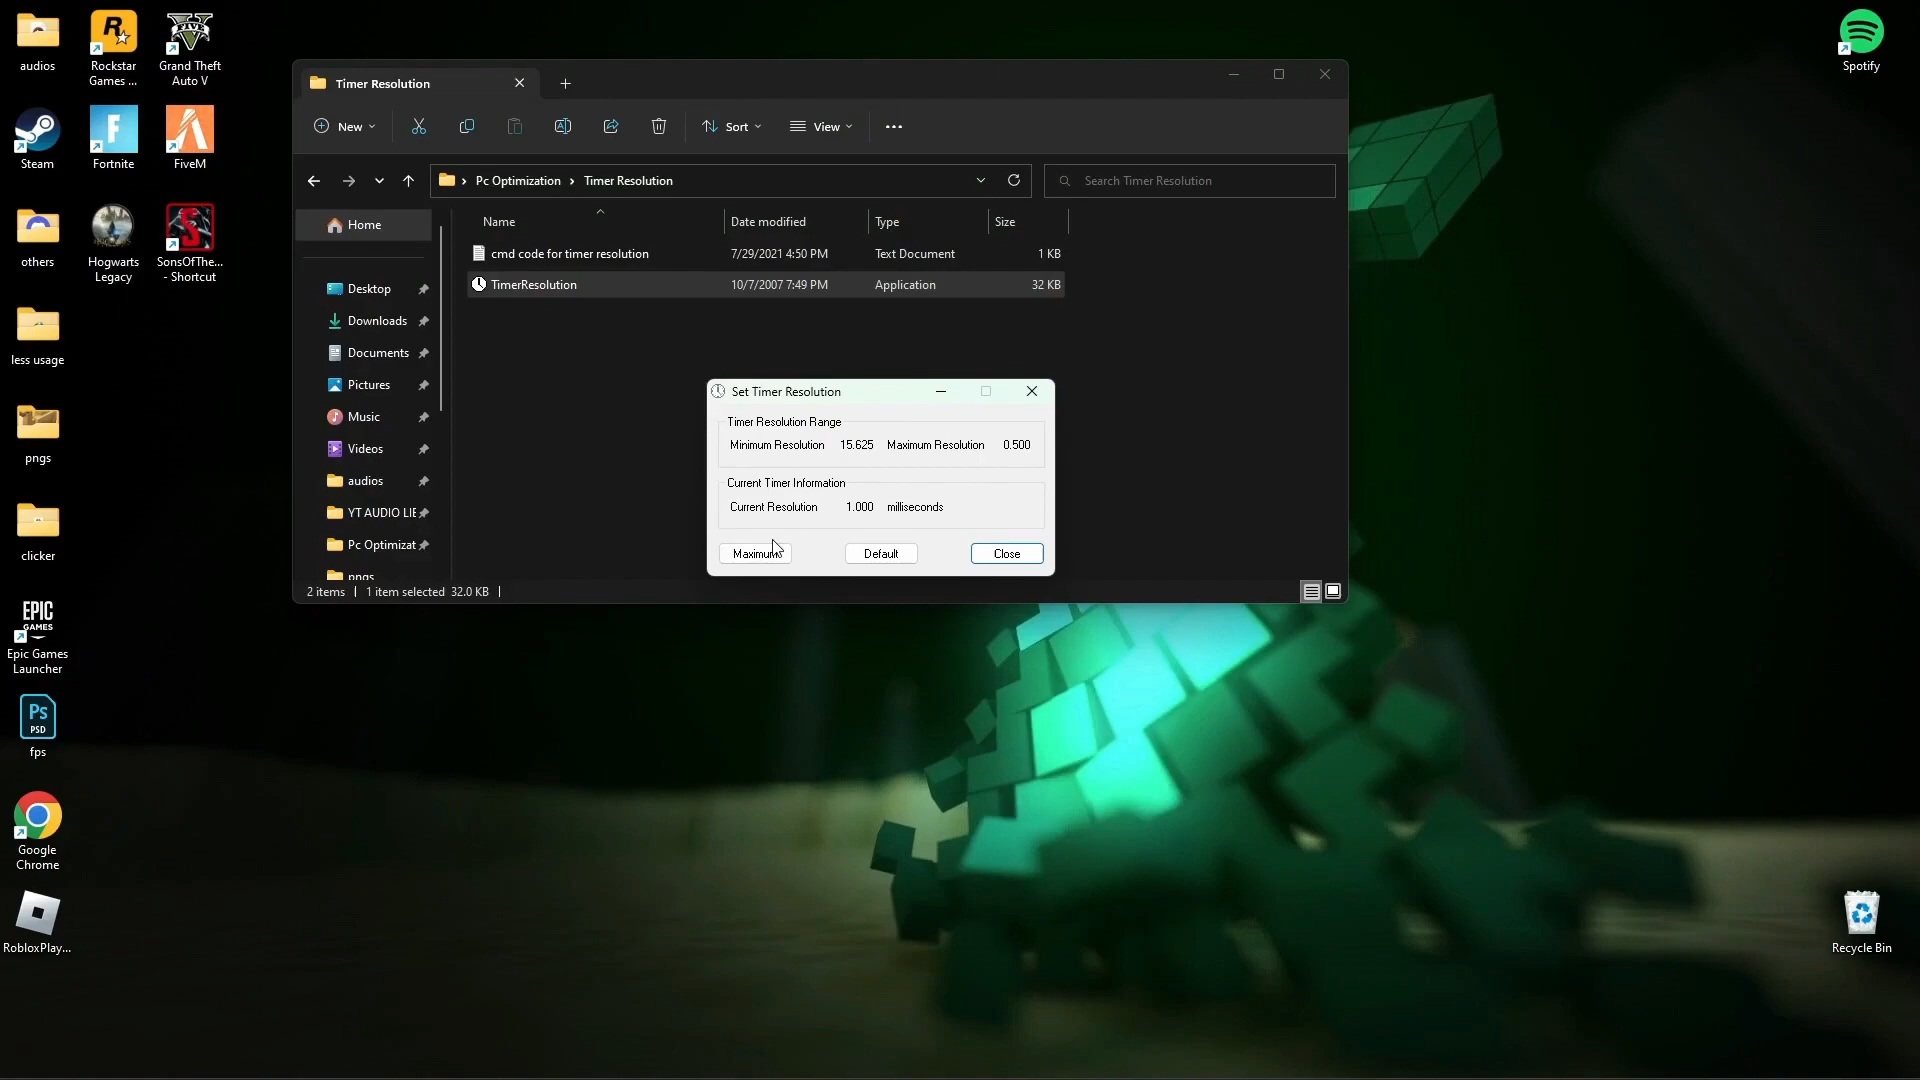 audios
Rockstar
Games ...
Grand Theft
Auto V
Spotify
Steam
Fortnite
FiveM
others
Hogwarts
Legacy
SonsOfThe...
- Shortcut
less usage
pngs
clicker
EPIC
GAMES
Epic Games
Launcher
Ps
PSD
fps
Google
Chrome
RobloxPlay...
Recycle Bin
Timer Resolution
New
Sort
View
Pc Optimization > Timer Resolution
Search Timer Resolution
Name Date modified Type Size
cmd code for timer resolution 7/29/2021 4:50 PM Text Document 1 KB
TimerResolution 10/7/2007 7:49 PM Application 32 KB
Home
Desktop
Downloads
Documents
Pictures
Music
Videos
audios
YT AUDIO LIE
Pc Optimizat
pngs
2 items | 1 item selected 32.0 KB |
Set Timer Resolution
Timer Resolution Range
Minimum Resolution 15.625 Maximum Resolution 0.500
Current Timer Information
Current Resolution 1.000 milliseconds
Maximum Default Close